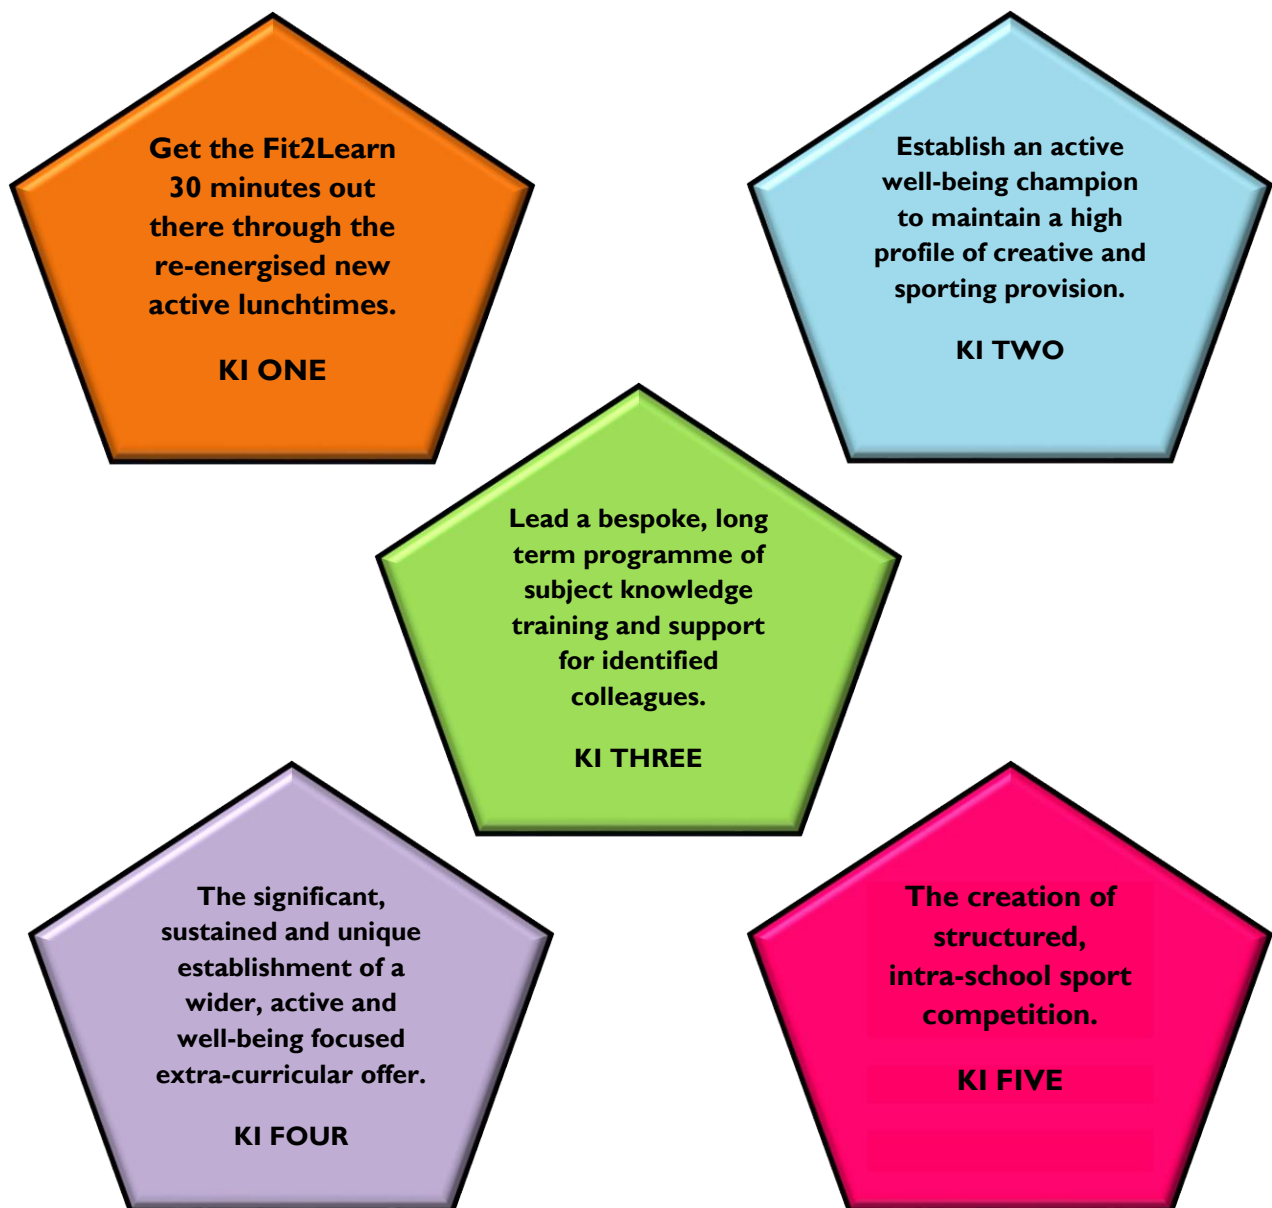 Get the Fit2Learn
30 minutes out
there through the
re-energised new
active lunchtimes.
KI ONE
Establish an active
well-being champion
to maintain a high
profile of creative and
sporting provision.
KI TWO
Lead a bespoke, long
term programme of
subject knowledge
training and support
for identified
colleagues.
KI THREE
The significant,
sustained and unique
establishment of a
wider, active and
well-being focused
extra-curricular offer.
KI FOUR
The creation of
structured,
intra-school sport
competition.
KI FIVE